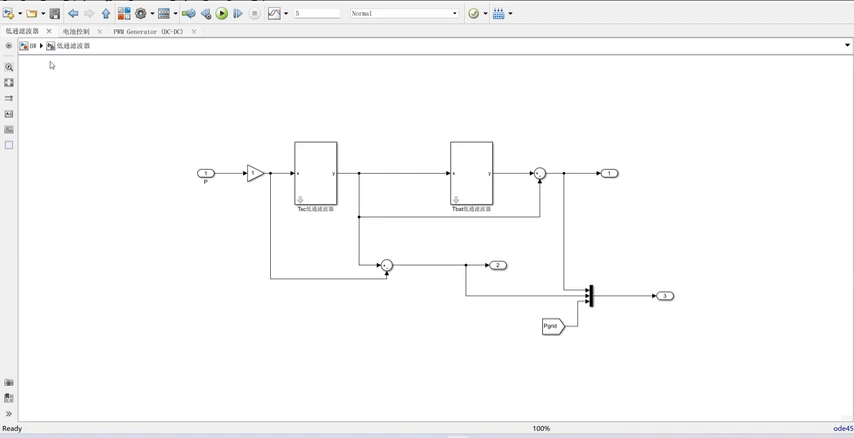 5
Normal
低通滤波器
电池控制
PWM Generator (DC-DC)
低通滤波器
1
P
x
y
Tsc低通滤波器
x
y
Tbat低通滤波器
1
2
Pgrid
3
Ready
100%
ode45